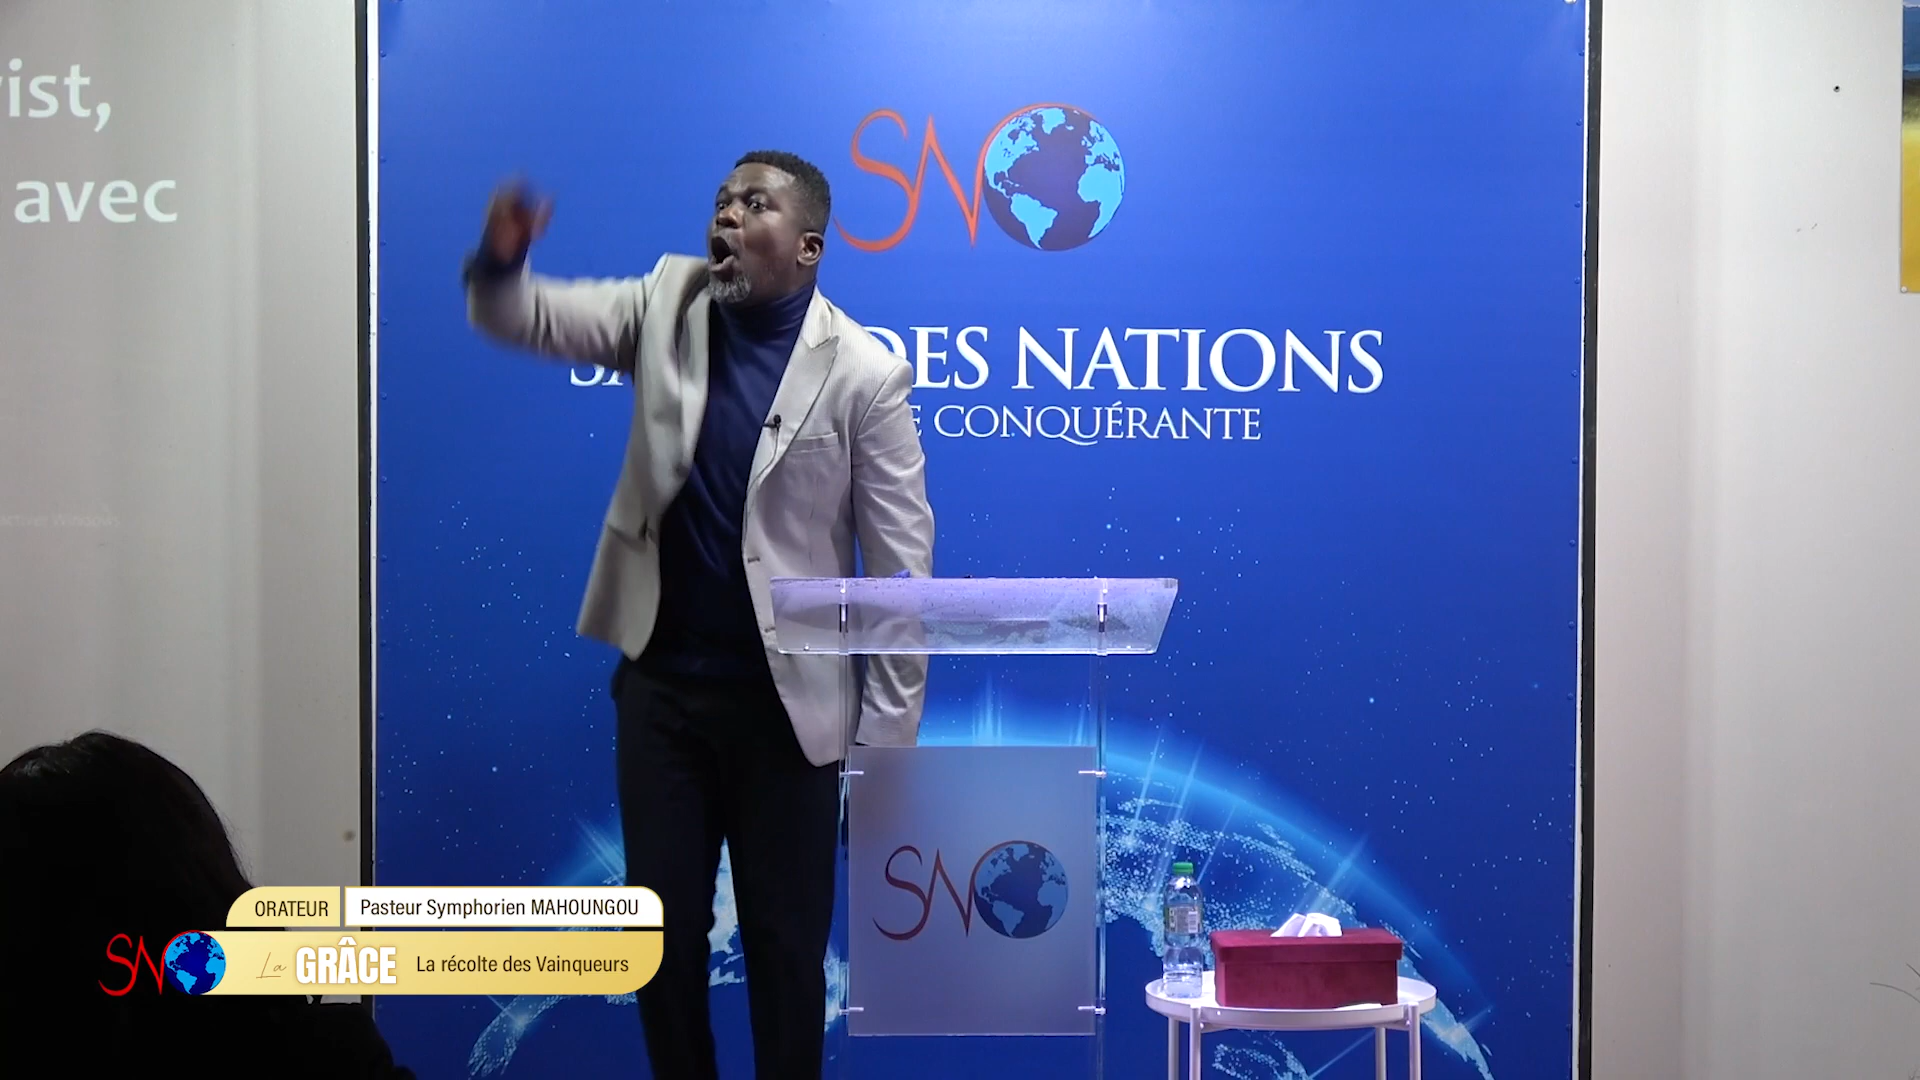 ist,
avec
SN
DES NATIONS
CONQUÉRANTE
SN
ORATEUR
Pasteur Symphorien MAHOUNGOU
SN
La GRÂCE
La récolte des Vainqueurs